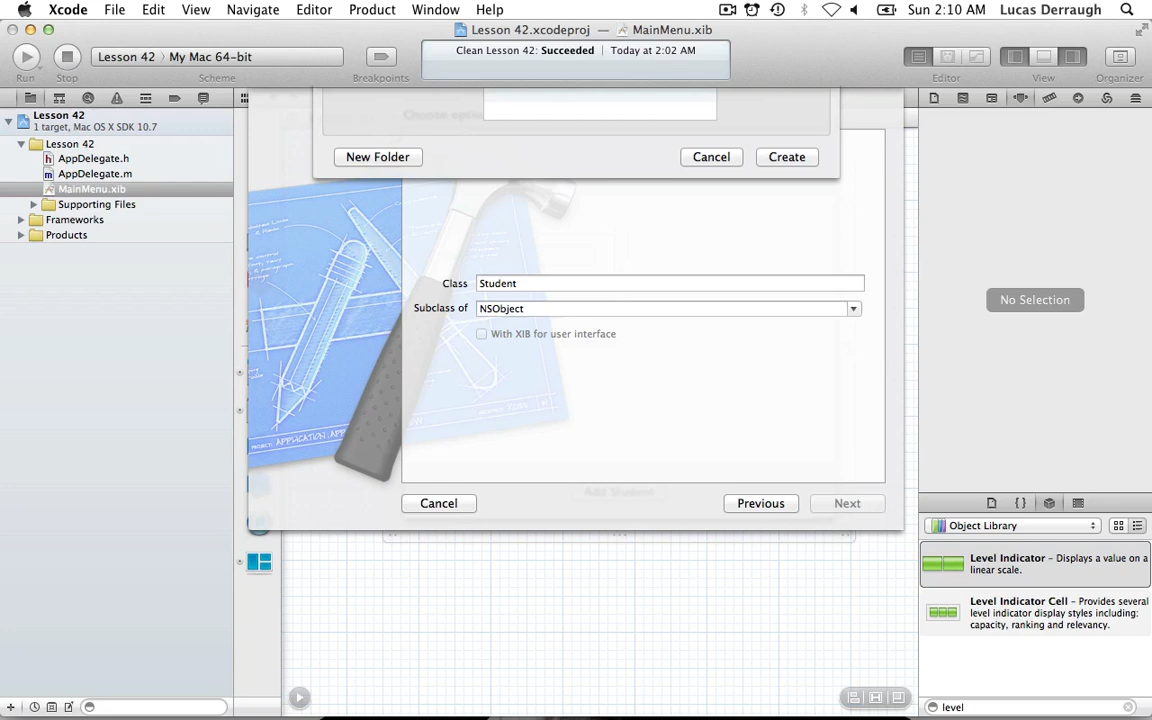 Xcode File Edit View Navigate Editor Product Window Help Sun 2:10 AM Lucas Derraugh
Lesson 42.xcodeproj — MainMenu.xib
Lesson 42 〉 My Mac 64-bit
Clean Lesson 42: Succeeded | Today at 2:02 AM
Run Stop Scheme Breakpoints Editor View Organizer
Lesson 42
1 target, Mac OS X SDK 10.7
Lesson 42
AppDelegate.h
AppDelegate.m
MainMenu.xib
Supporting Files
Frameworks
Products
New Folder Cancel Create
Class Student
Subclass of NSObject
With XIB for user interface
Add Student
Cancel Previous Next
No Selection
Object Library
Level Indicator – Displays a value on a
linear scale.
Level Indicator Cell – Provides several
level indicator display styles including:
capacity, ranking and relevancy.
level